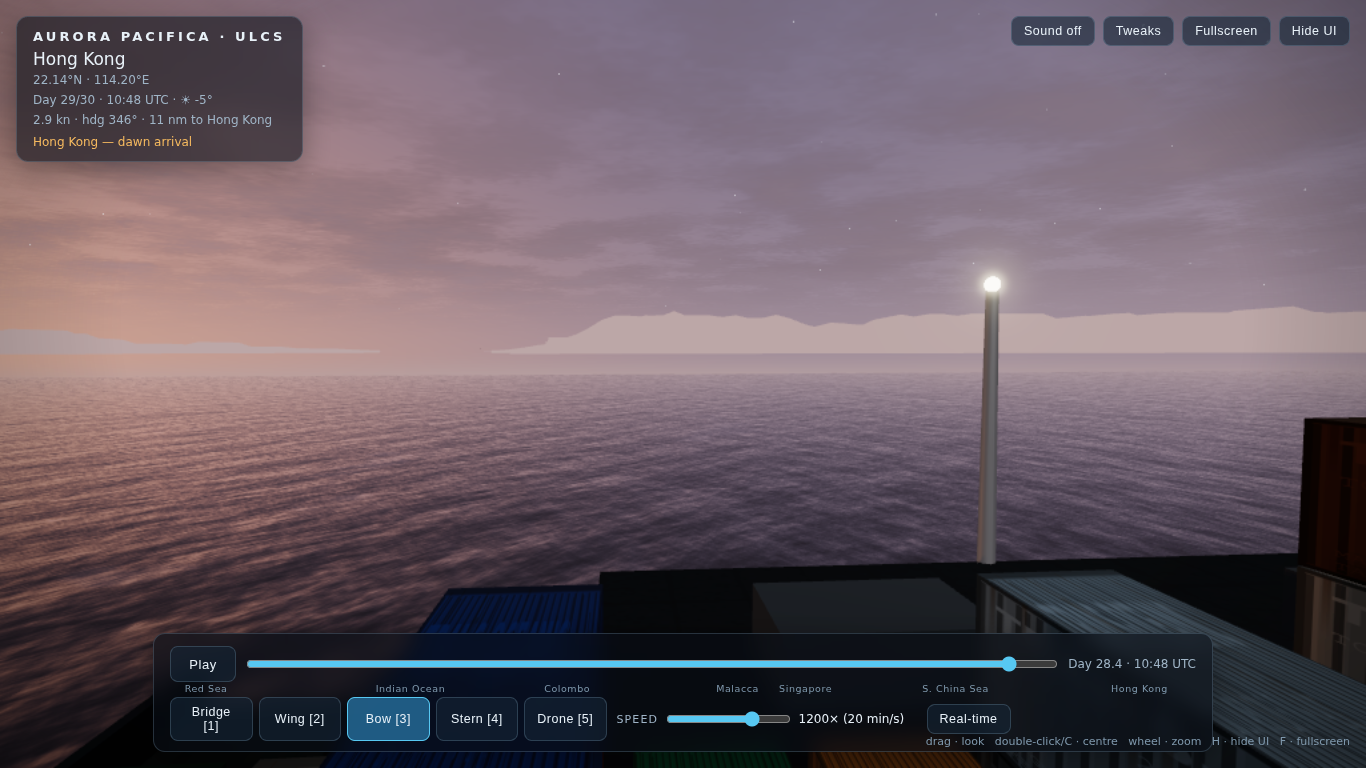 AURORA PACIFICA · ULCS
Hong Kong
22.14°N · 114.20°E
Day 29/30 · 10:48 UTC · ☀ -5°
2.9 kn · hdg 346° · 11 nm to Hong Kong
Hong Kong — dawn arrival
Sound off
Tweaks
Fullscreen
Hide UI
Play
Day 28.4 · 10:48 UTC
Red Sea
Indian Ocean
Colombo
Malacca
Singapore
S. China Sea
Hong Kong
Bridge
[1]
Wing [2]
Bow [3]
Stern [4]
Drone [5]
SPEED
1200× (20 min/s)
Real-time
drag · look double-click/C · centre wheel · zoom H · hide UI F · fullscreen